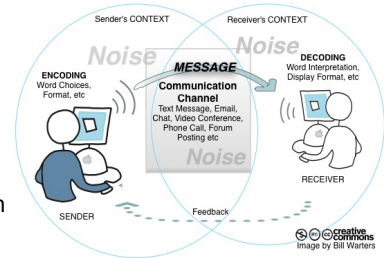 Sender's CONTEXT
Receiver's CONTEXT
Noise
Noise
MESSAGE
ENCODING
Word Choices,
Format, etc
Communication
Channel
Text Message, Email,
Chat, Video Conference,
Phone Call, Forum
Posting etc
Noise
DECODING
Word Interpretation,
Display Format, etc
SENDER
RECEIVER
Feedback
creative
commons
Image by Bill Warters